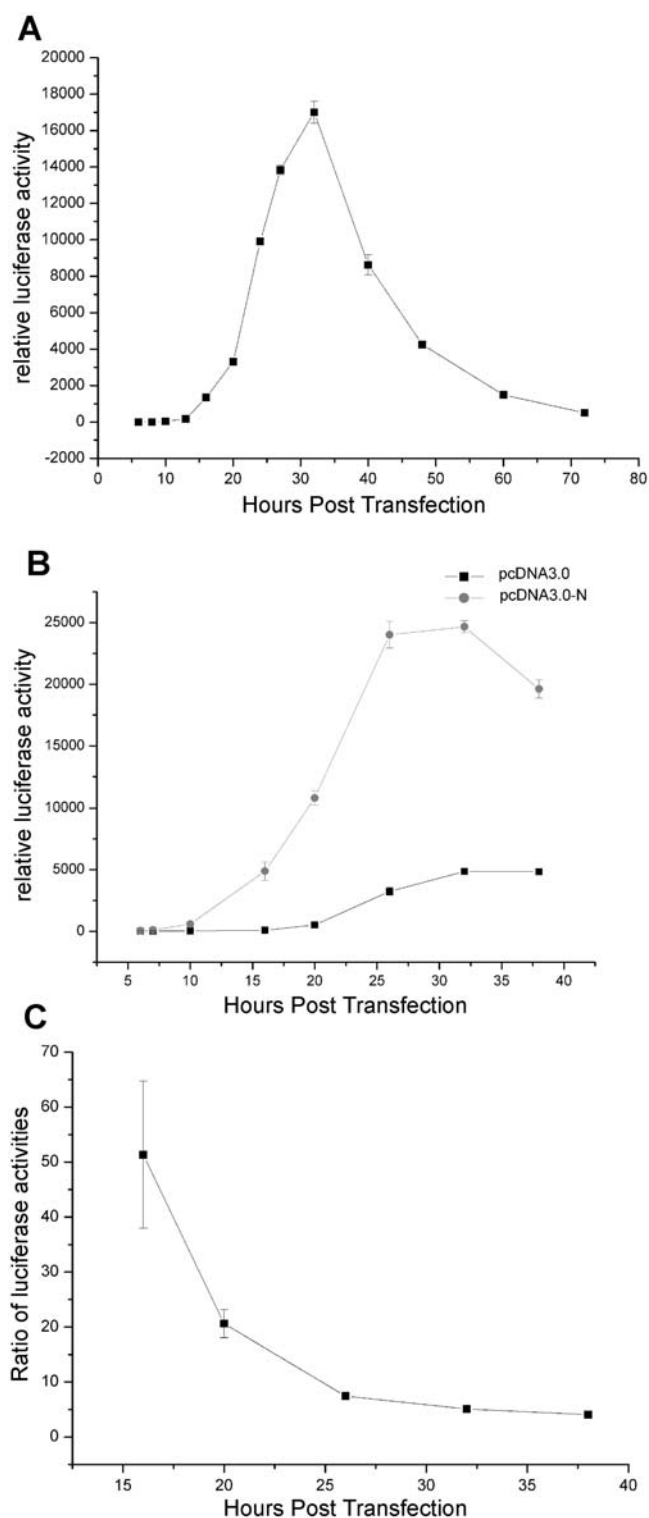 A
20000
18000
16000
14000
12000
10000
8000
6000
4000
2000
0
-2000
relative luciferase activity
0 10 20 30 40 50 60 70 80
Hours Post Transfection
B
pcDNA3.0
pcDNA3.0-N
25000
20000
15000
10000
5000
0
relative luciferase activity
5 10 15 20 25 30 35 40
Hours Post Transfection
C
70
60
50
40
30
20
10
0
Ratio of luciferase activities
15 20 25 30 35 40
Hours Post Transfection